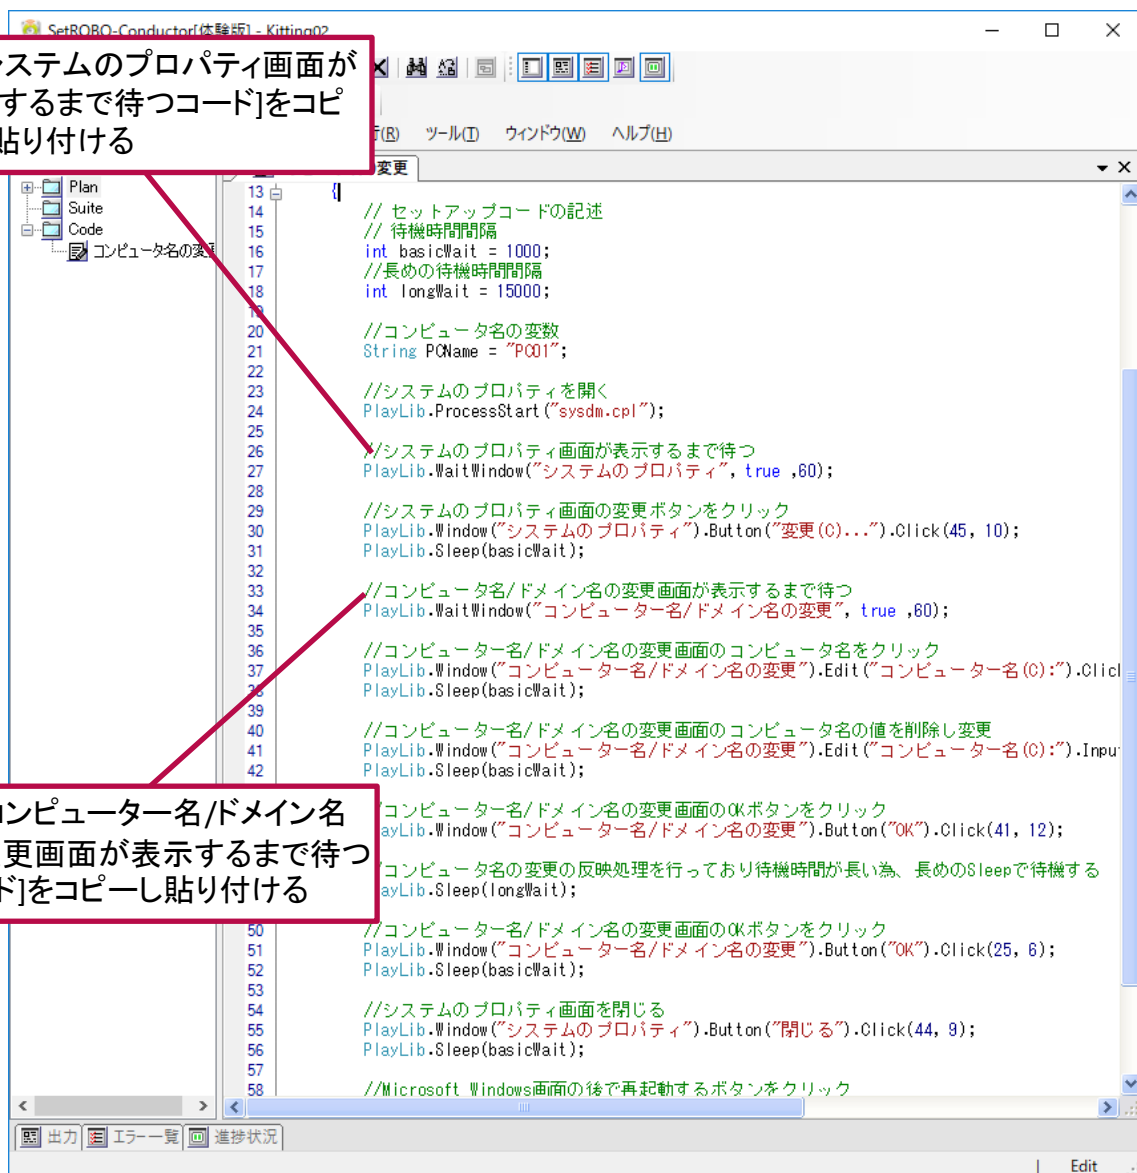 SetROBO-Conductor[体験版] - Kitting02
ステムのプロパティ画面が
するまで待つコード]をコピ
貼り付ける
(R) ツール(T) ウィンドウ(W) ヘルプ(H)
変更
Plan
Suite
Code
コンピュータ名の変更
13 {
14 // セットアップコードの記述
15 // 待機時間間隔
16 int basicWait = 1000;
17 //長めの待機時間間隔
18 int longWait = 15000;
19
20 //コンピュータ名の変数
21 String PCName = "PC01";
22
23 //システムのプロパティを開く
24 PlayLib.ProcessStart("sysdm.cpl");
25
26 //システムのプロパティ画面が表示するまで待つ
27 PlayLib.WaitWindow("システムのプロパティ", true ,60);
28
29 //システムのプロパティ画面の変更ボタンをクリック
30 PlayLib.Window("システムのプロパティ").Button("変更(C)...").Click(45, 10);
31 PlayLib.Sleep(basicWait);
32
33 //コンピュータ名/ドメイン名の変更画面が表示するまで待つ
34 PlayLib.WaitWindow("コンピューター名/ドメイン名の変更", true ,60);
35
36 //コンピューター名/ドメイン名の変更画面のコンピュータ名をクリック
37 PlayLib.Window("コンピューター名/ドメイン名の変更").Edit("コンピューター名(C):").Clicl
38 PlayLib.Sleep(basicWait);
39
40 //コンピューター名/ドメイン名の変更画面のコンピュータ名の値を削除し変更
41 PlayLib.Window("コンピューター名/ドメイン名の変更").Edit("コンピューター名(C):").Inpu
42 PlayLib.Sleep(basicWait);
コンピューター名/ドメイン名
更画面が表示するまで待つ
ド]をコピーし貼り付ける
/コンピューター名/ドメイン名の変更画面のOKボタンをクリック
ayLib.Window("コンピューター名/ドメイン名の変更").Button("OK").Click(41, 12);
コンピュータ名の変更の反映処理を行っており待機時間が長い為、長めのSleepで待機する
ayLib.Sleep(longWait);
50 //コンピューター名/ドメイン名の変更画面のOKボタンをクリック
51 PlayLib.Window("コンピューター名/ドメイン名の変更").Button("OK").Click(25, 6);
52 PlayLib.Sleep(basicWait);
53
54 //システムのプロパティ画面を閉じる
55 PlayLib.Window("システムのプロパティ").Button("閉じる").Click(44, 9);
56 PlayLib.Sleep(basicWait);
57
58 //Microsoft Windows画面の後で再起動するボタンをクリック
出力 エラー一覧 進捗状況
Edit